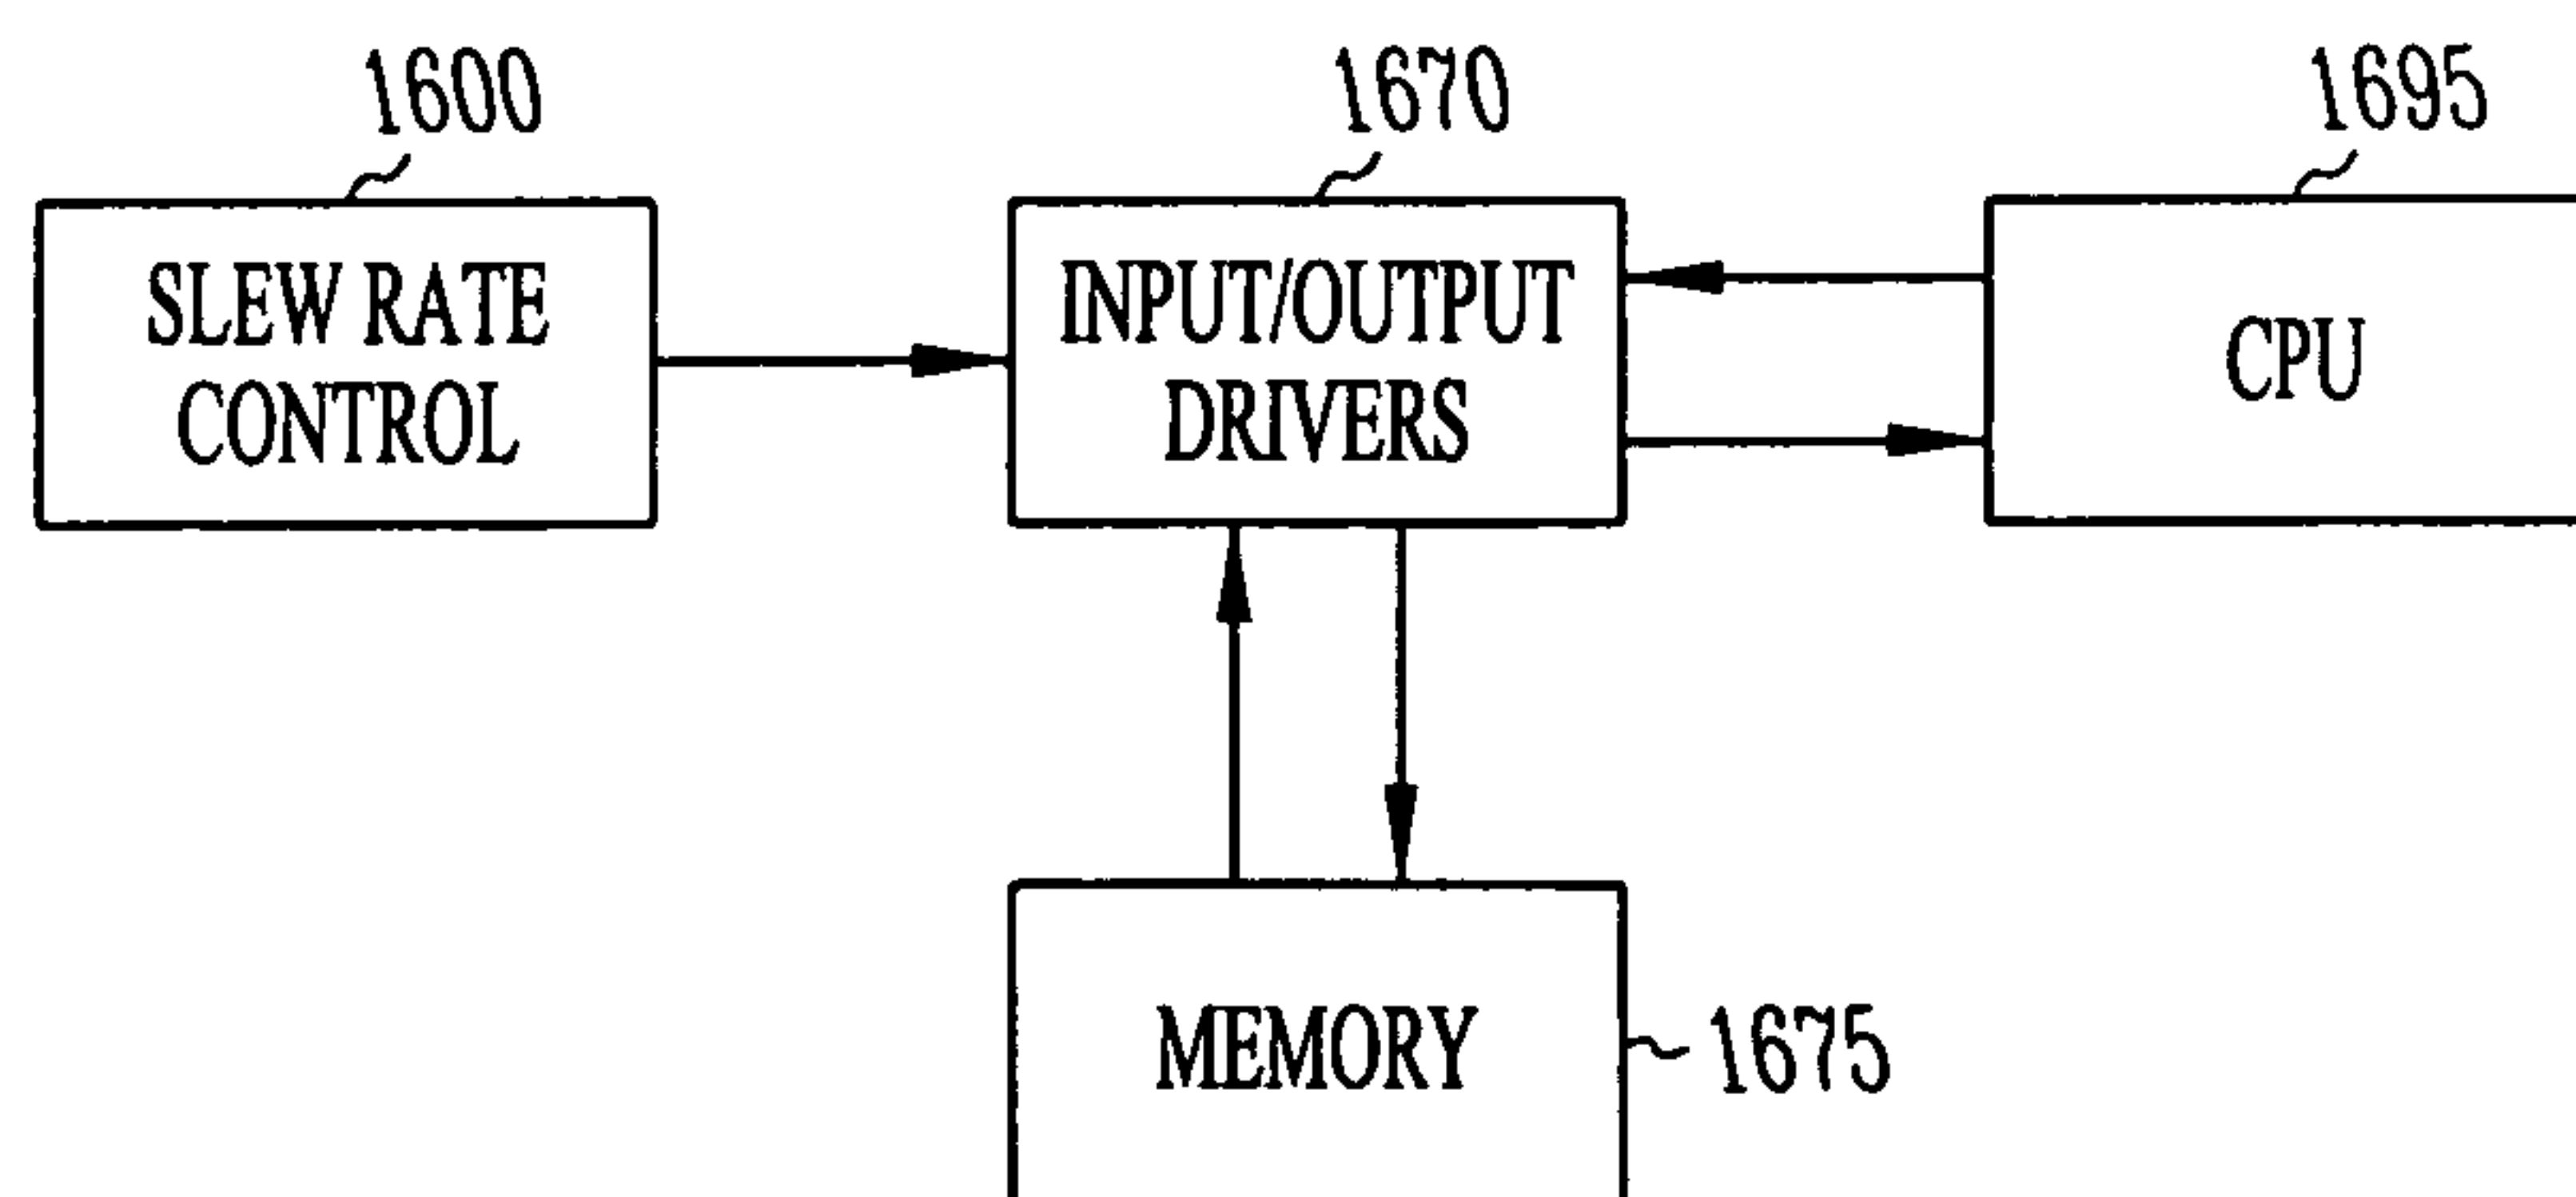 1600
1670
1695
SLEW RATE
CONTROL
INPUT/OUTPUT
DRIVERS
CPU
MEMORY
1675